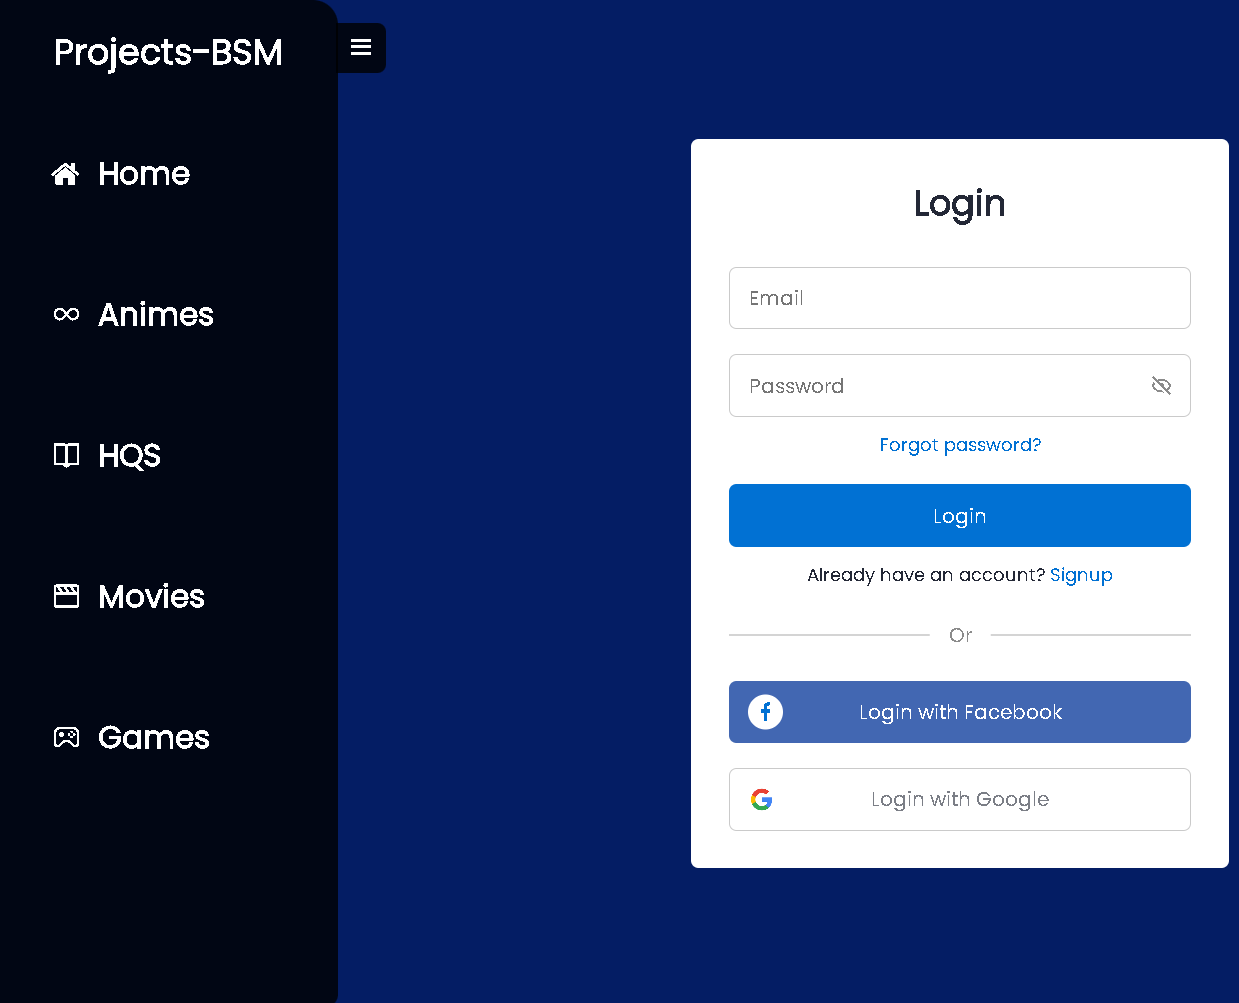 Projects-BSM
Home
Animes
HQS
Movies
Games
Login
Email
Password
Forgot password?
Login
Already have an account? Signup
Or
Login with Facebook
Login with Google